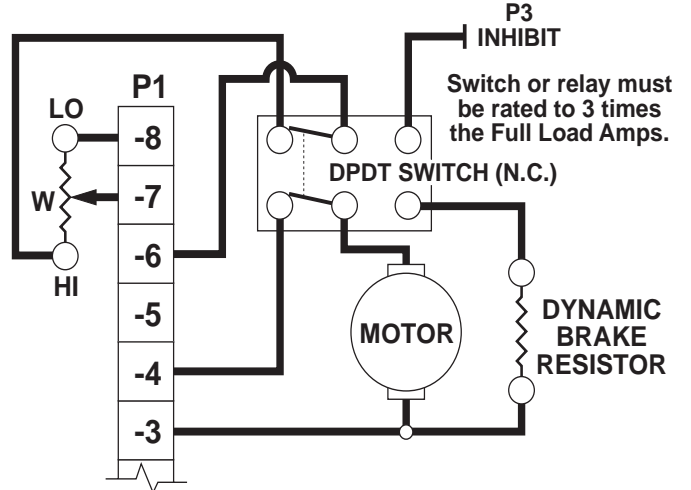 P3
INHIBIT
Switch or relay must
be rated to 3 times
the Full Load Amps.
P1
LO
-8
W
-7
DPDT SWITCH (N.C.)
-6
HI
-5
MOTOR
DYNAMIC
BRAKE
RESISTOR
-4
-3